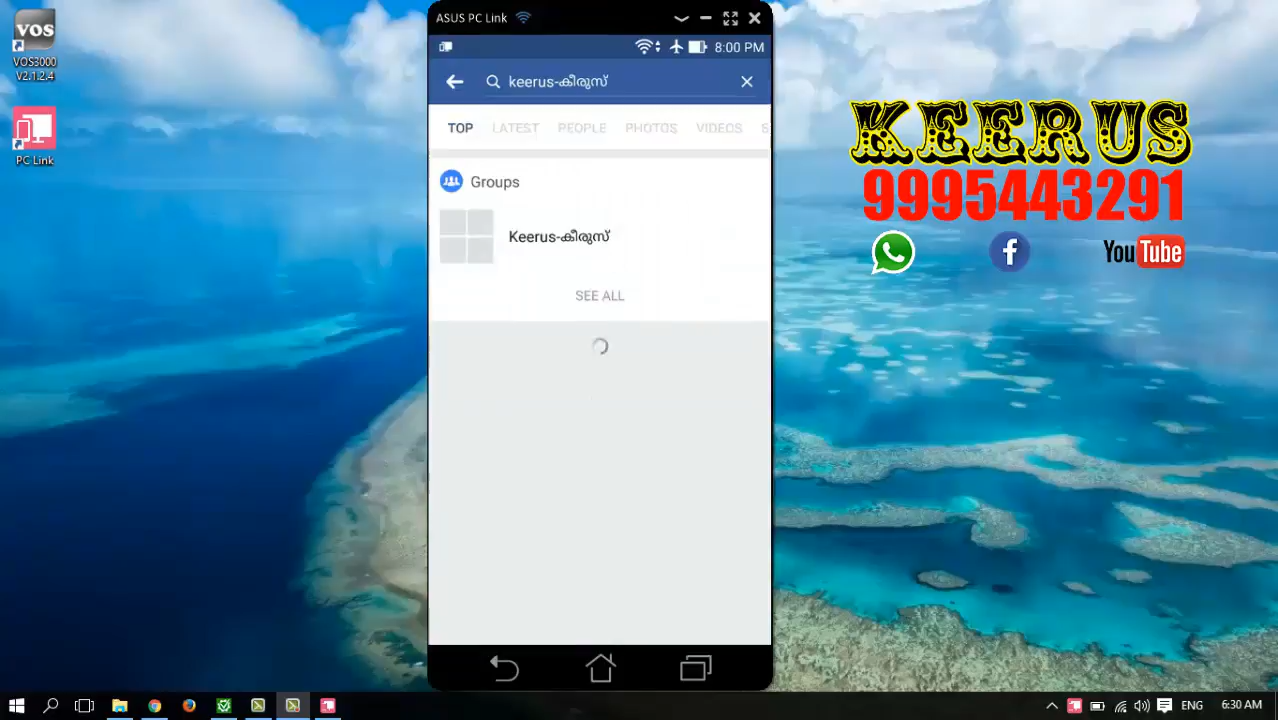 VOS
VOS3000
V2.1.2.4
PC Link
ASUS PC Link
8:00 PM
keerus-കീരുസ്
TOP LATEST PEOPLE PHOTOS VIDEOS S
Groups
Keerus-കീരുസ്
SEE ALL
KEERUS
9995443291
YouTube
ENG 6:30 AM